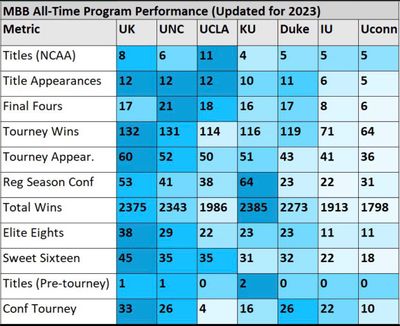 MBB All-Time Program Performance (Updated for 2023)
Metric UK UNC UCLA KU Duke IU Uconn
Titles (NCAA) 8 6 11 4 5 5 5
Title Appearances 12 12 12 10 11 6 5
Final Fours 17 21 18 16 17 8 6
Tourney Wins 132 131 114 116 119 71 64
Tourney Appear. 60 52 50 51 43 41 36
Reg Season Conf 53 41 38 64 23 22 31
Total Wins 2375 2343 1986 2385 2273 1913 1798
Elite Eights 38 29 22 23 23 11 11
Sweet Sixteen 45 35 35 31 32 22 18
Titles (Pre-tourney) 1 1 0 2 0 0 0
Conf Tourney 33 26 4 16 26 22 10